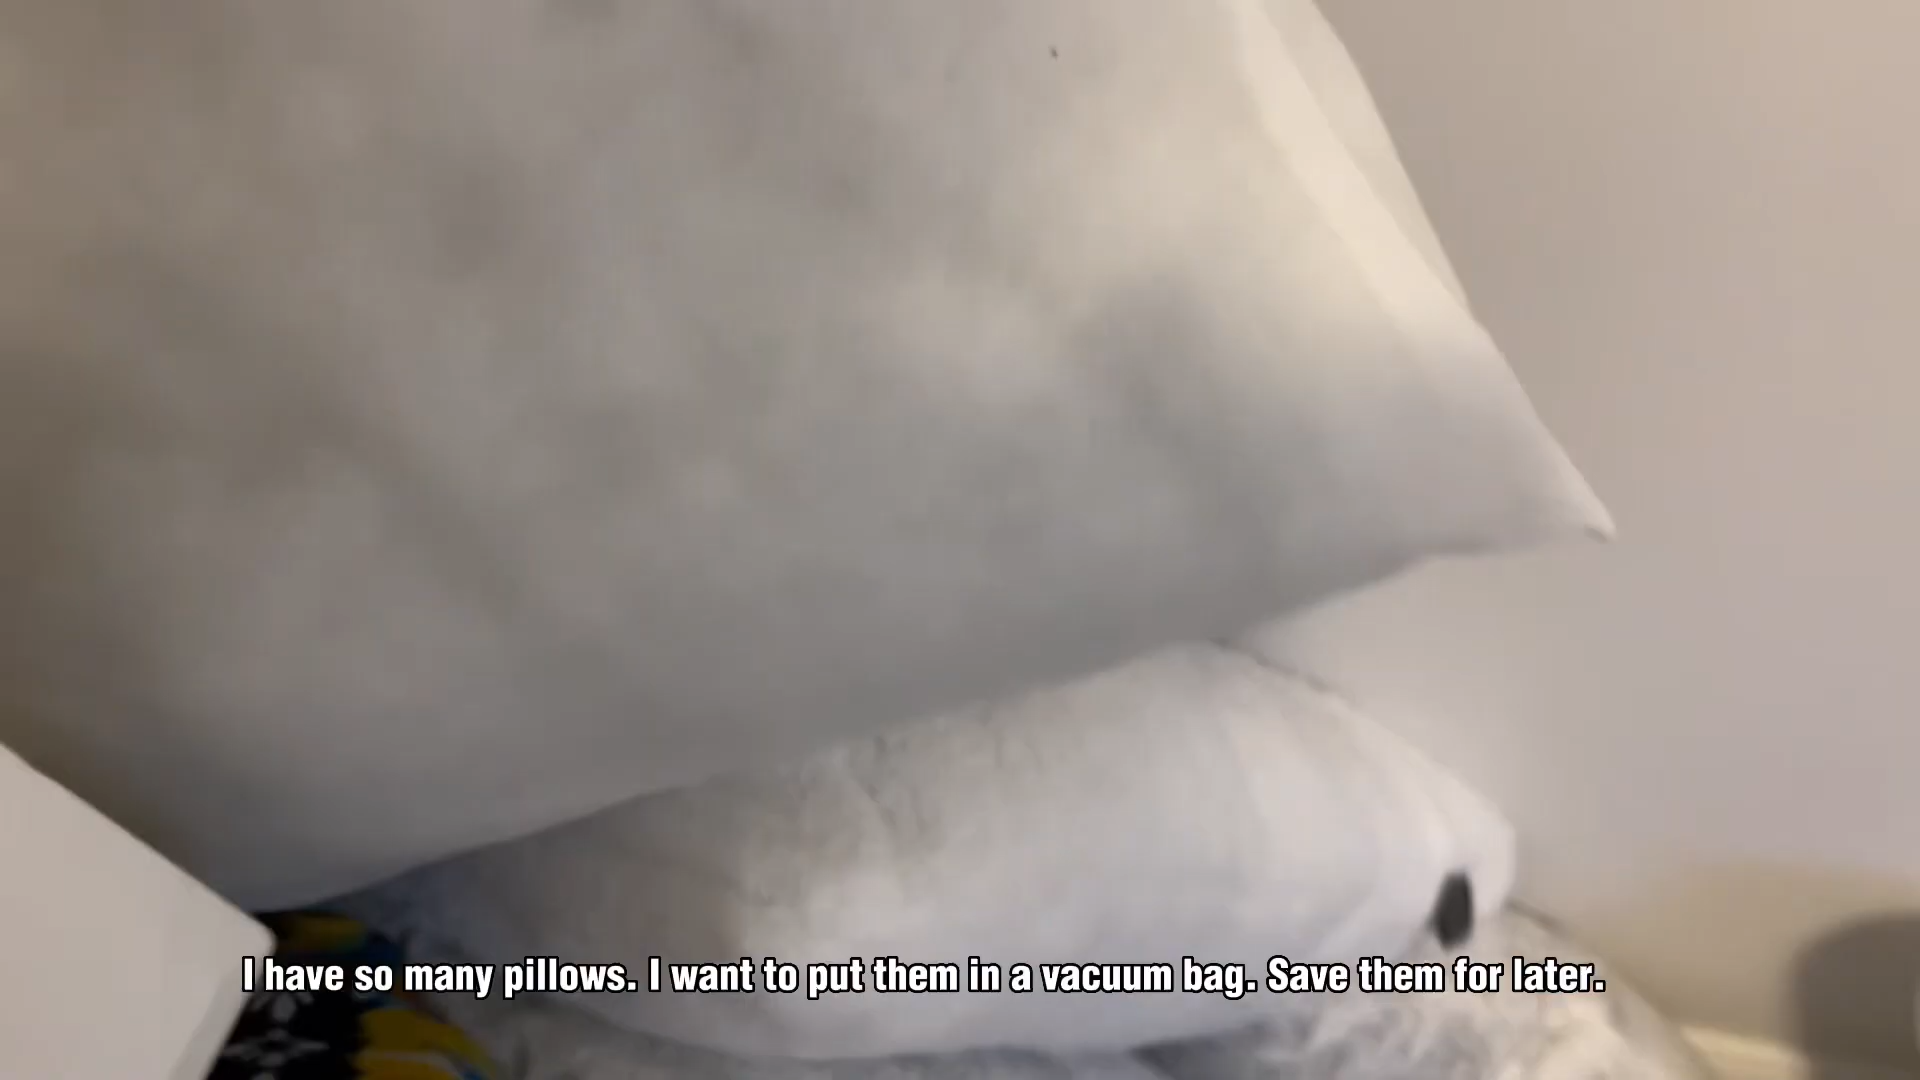 I have so many pillows. I want to put them in a vacuum bag. Save them for later.